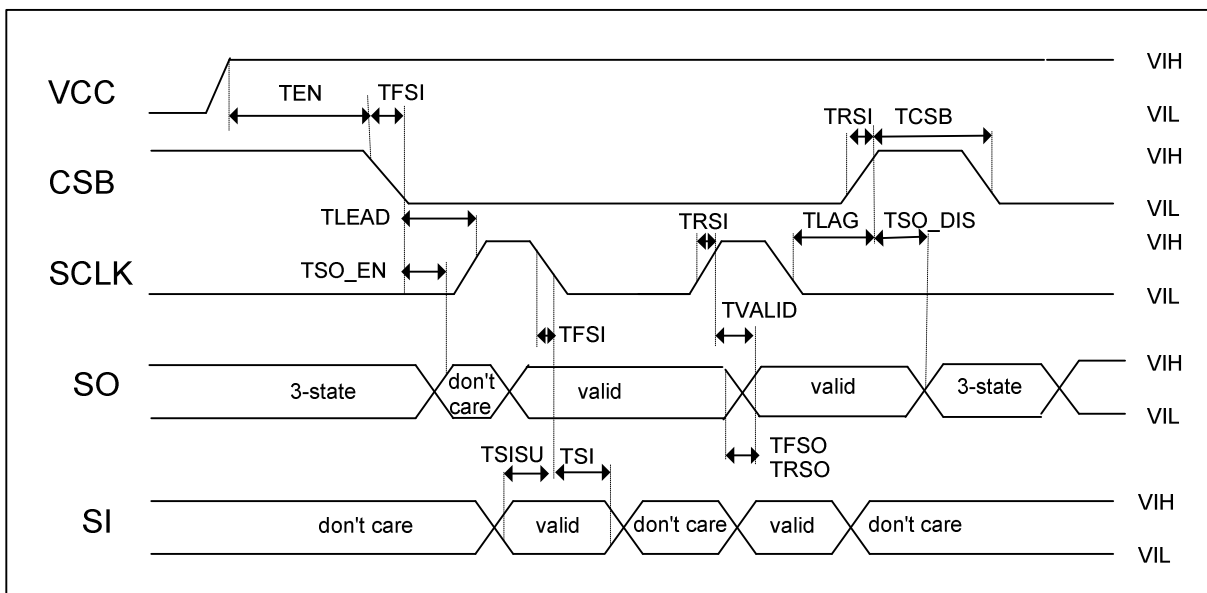 VCC
TEN
TFSI
VIH
VIL
TRSI
TCSB
CSB
VIH
VIL
TLEAD
TRSI
TLAG
TSO_DIS
SCLK
TSO_EN
VIH
VIL
TFSI
TVALID
SO
3-state
don't
care
valid
valid
3-state
VIH
VIL
TSISU
TSI
TFSO
TRSO
SI
don't care
valid
don't care
valid
don't care
VIH
VIL